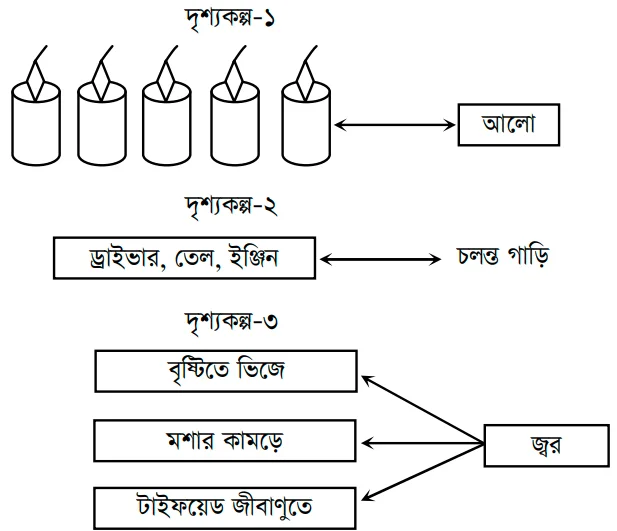 দৃশ্যকল্প-১
আলো
দৃশ্যকল্প-২
ড্রাইভার, তেল, ইঞ্জিন
চলন্ত গাড়ি
দৃশ্যকল্প-৩
বৃষ্টিতে ভিজে
মশার কামড়ে
জ্বর
টাইফয়েড জীবাণুতে